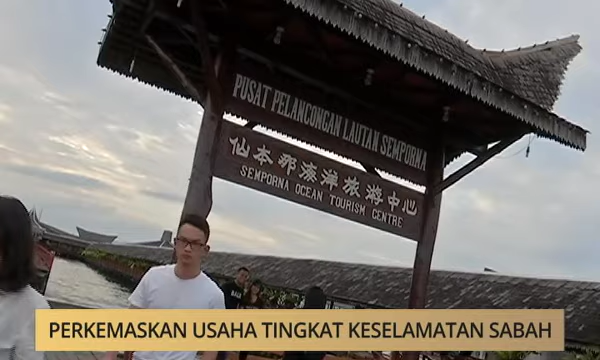 PUSAT PELANCONGAN LAUTAN SEMPORNA
仙本那海洋旅游中心
SEMPORNA OCEAN TOURISM CENTRE
PERKEMASKAN USAHA TINGKAT KESELAMATAN SABAH